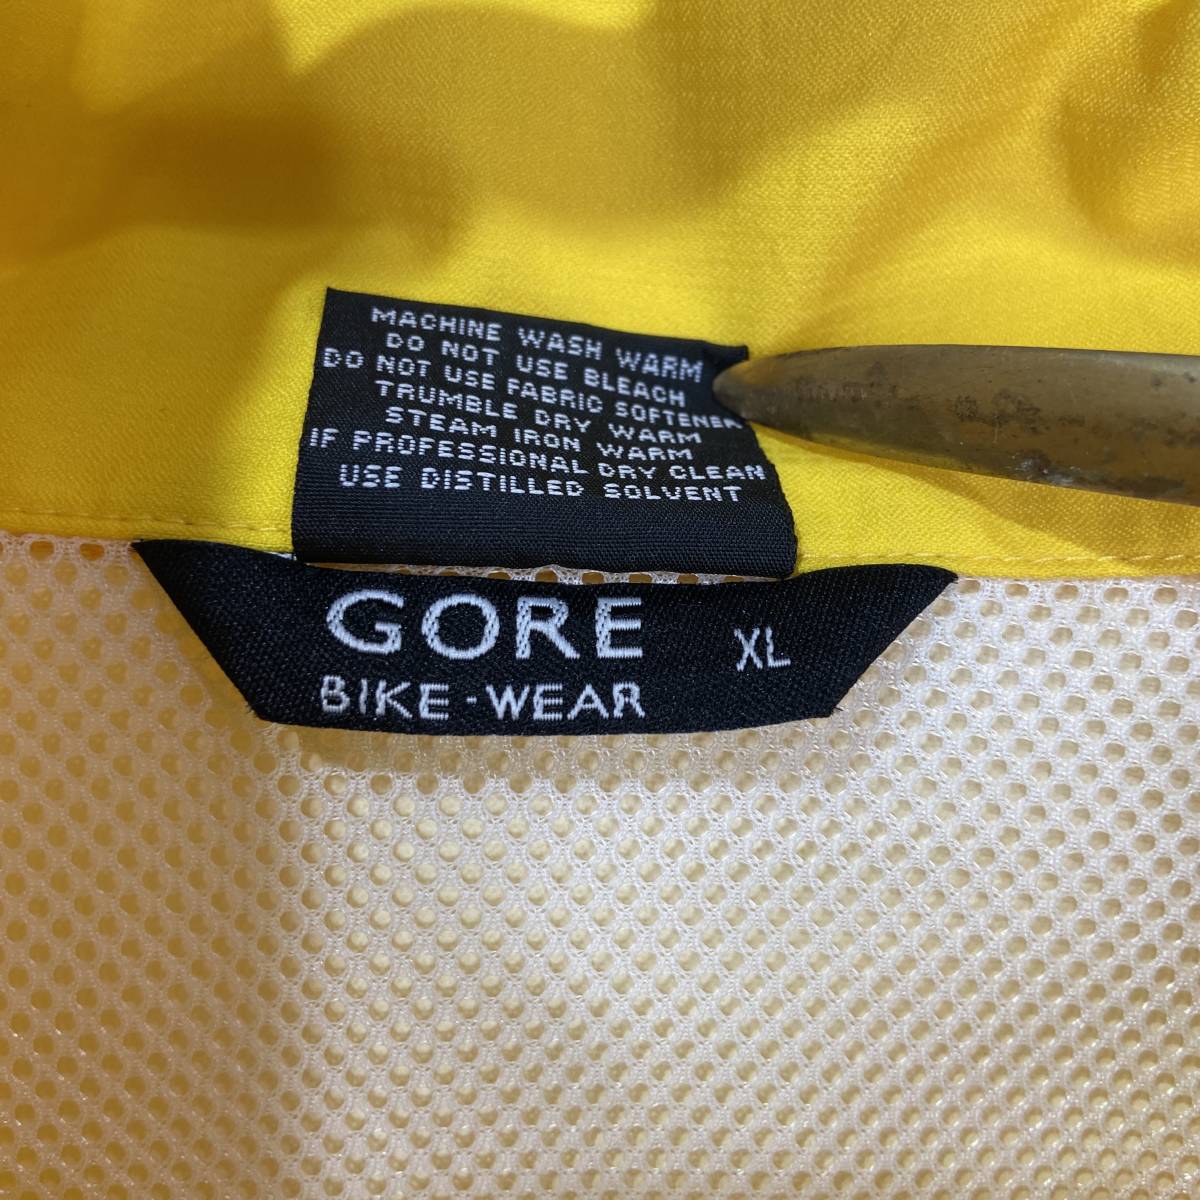 MACHINE WASH WARM
DO NOT USE BLEACH
DO NOT USE FABRIC SOFTENER
TRUMBLE DRY WARM
STEAM IRON WARM
IF PROFESSIONAL DRY CLEAN
USE DISTILLED SOLVENT
GORE
BIKE-WEAR
XL